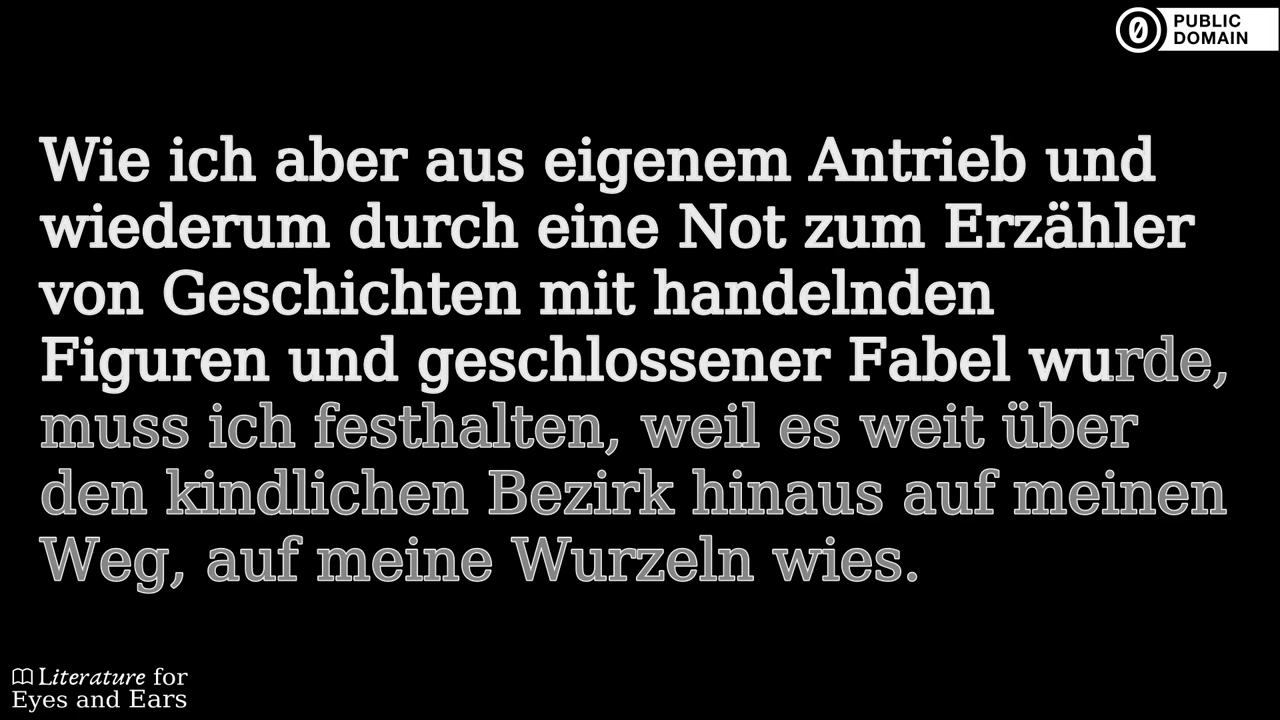 PUBLIC
DOMAIN
Wie ich aber aus eigenem Antrieb und
wiederum durch eine Not zum Erzähler
von Geschichten mit handelnden
Figuren und geschlossener Fabel wurde,
muss ich festhalten, weil es weit über
den kindlichen Bezirk hinaus auf meinen
Weg, auf meine Wurzeln wies.
Literature for
Eyes and Ears